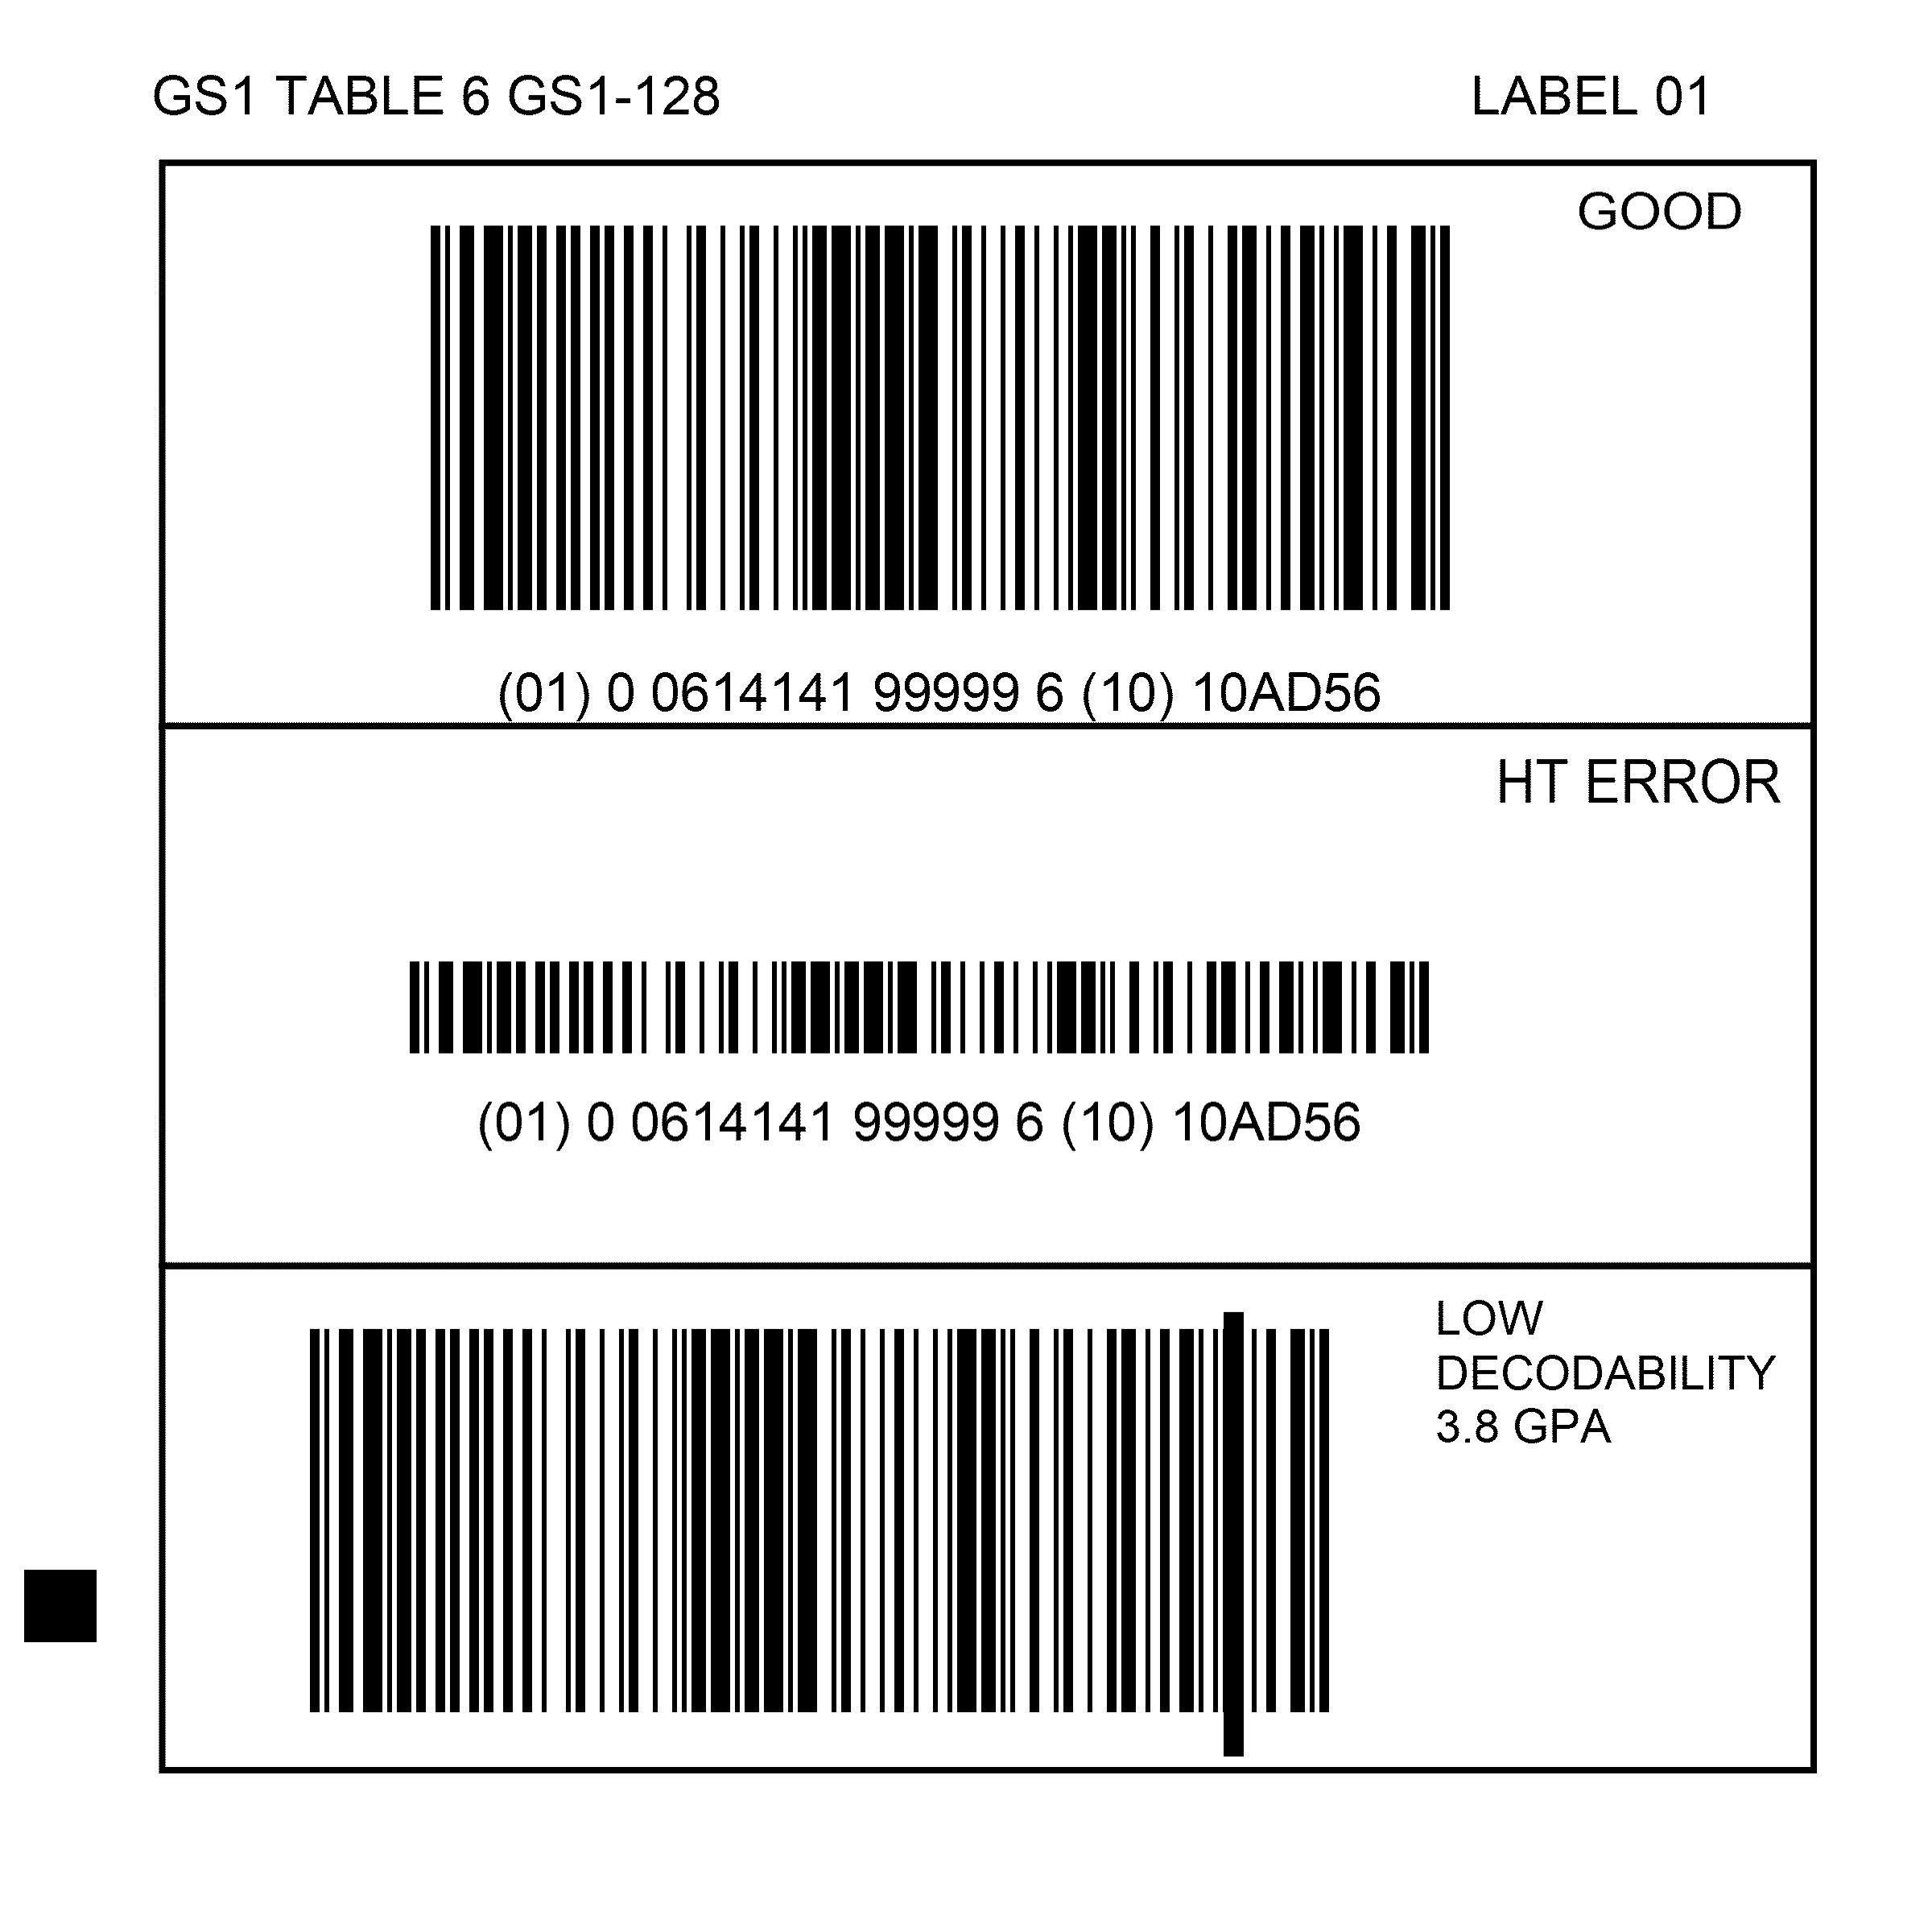 GS1 TABLE 6 GS1-128 LABEL 01
GOOD
(01) 0 0614141 99999 6 (10) 10AD56
HT ERROR
(01) 0 0614141 99999 6 (10) 10AD56
LOW
DECODABILITY
3.8 GPA